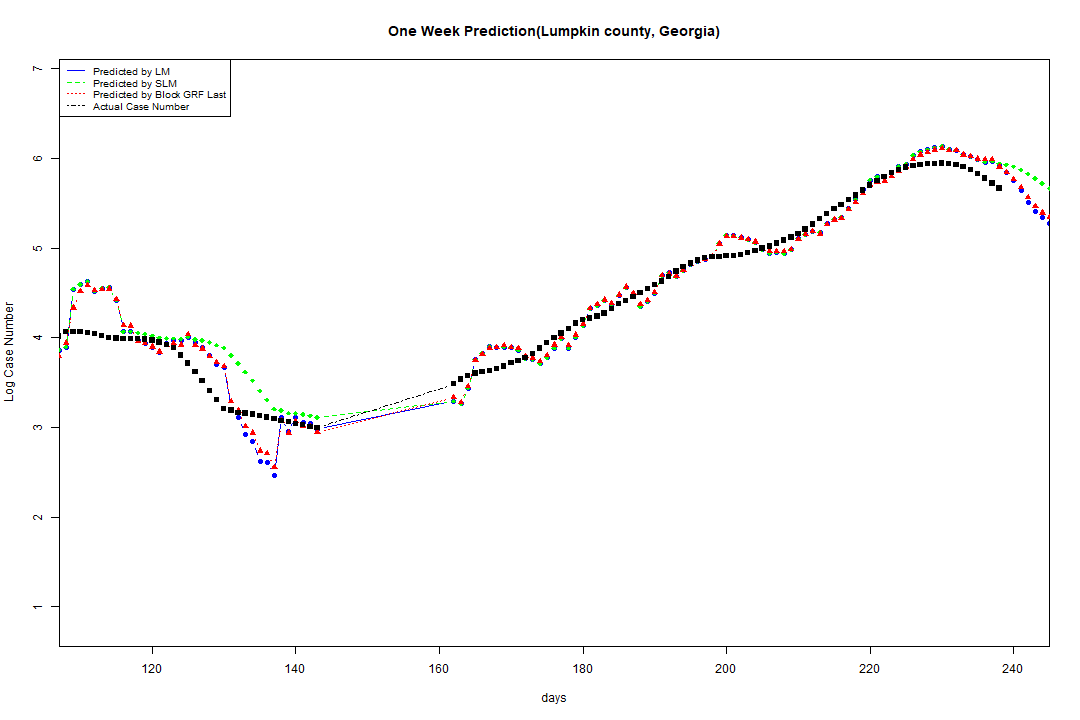 One Week Prediction(Lumpkin county, Georgia)
Predicted by LM
Predicted by SLM
Predicted by Block GRF Last
Actual Case Number
Log Case Number
7
6
5
4
3
2
1
120 140 160 180 200 220 240
days